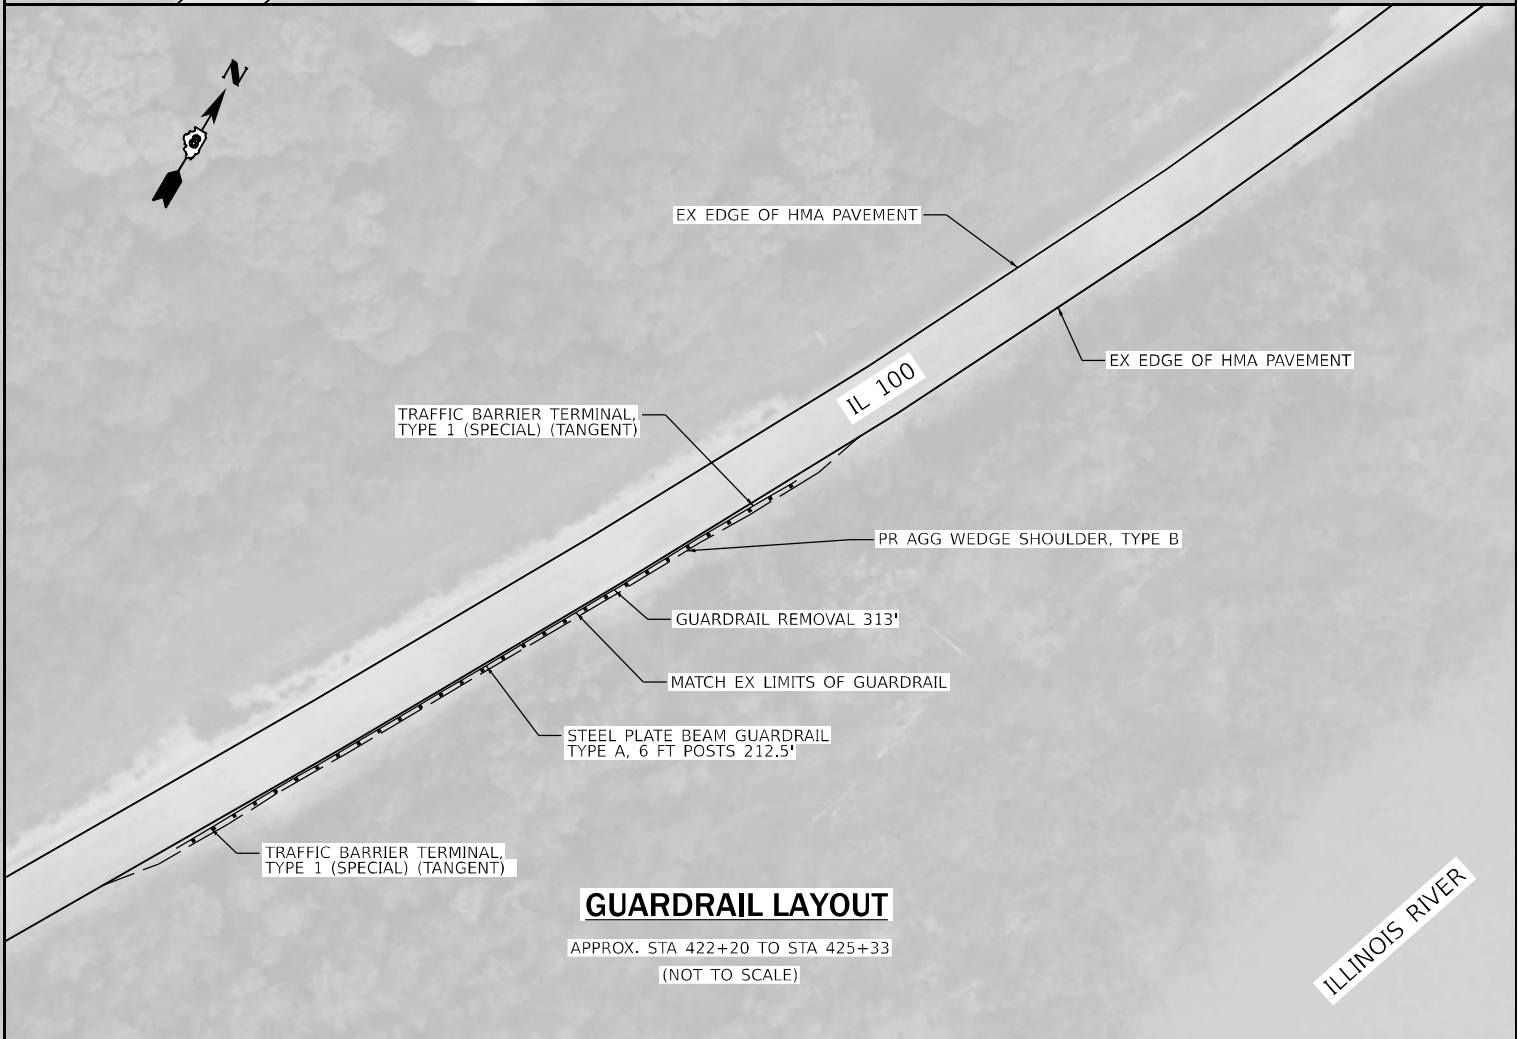 N
EX EDGE OF HMA PAVEMENT
EX EDGE OF HMA PAVEMENT
IL 100
TRAFFIC BARRIER TERMINAL,
TYPE 1 (SPECIAL) (TANGENT)
PR AGG WEDGE SHOULDER, TYPE B
GUARDRAIL REMOVAL 313'
MATCH EX LIMITS OF GUARDRAIL
STEEL PLATE BEAM GUARDRAIL
TYPE A, 6 FT POSTS 212.5'
TRAFFIC BARRIER TERMINAL,
TYPE 1 (SPECIAL) (TANGENT)
GUARDRAIL LAYOUT
APPROX. STA 422+20 TO STA 425+33
(NOT TO SCALE)
ILLINOIS RIVER